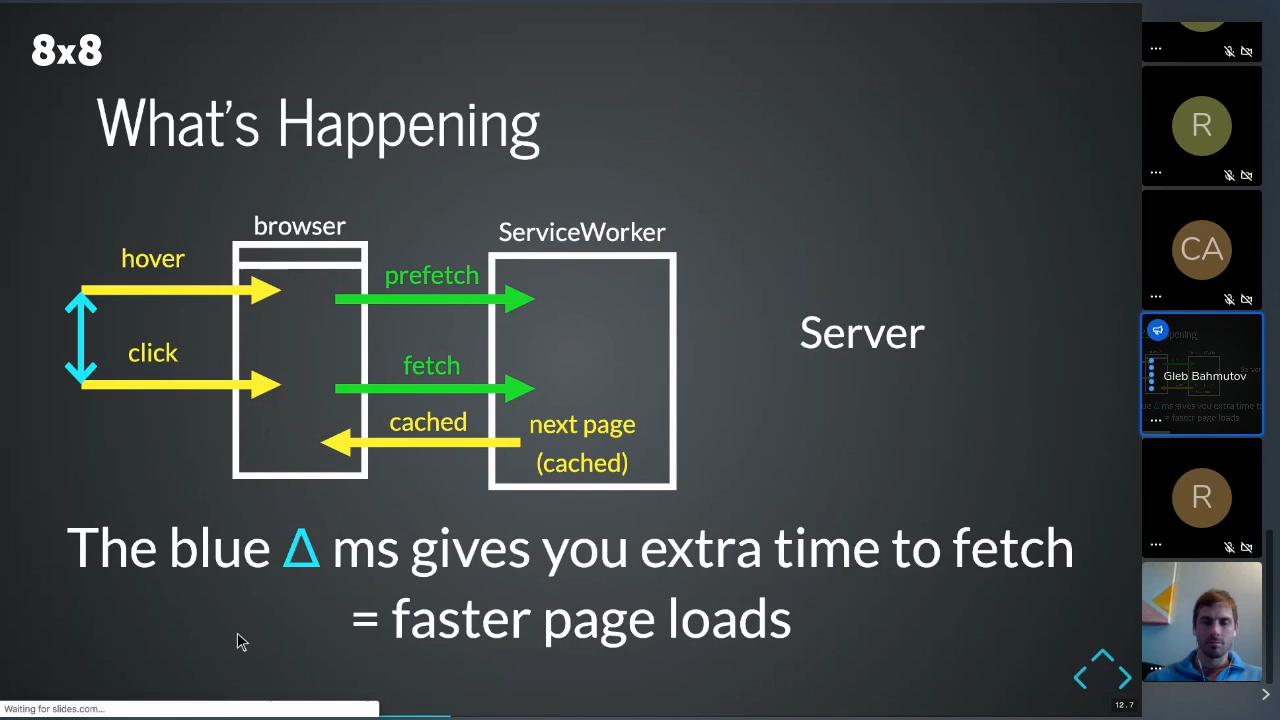 8x8
What's Happening
browser
ServiceWorker
hover
prefetch
Server
click
fetch
cached
next page
(cached)
The blue Δ ms gives you extra time to fetch
= faster page loads
12.7
Waiting for slides.com...
R
CA
Gleb Bahmutov
R